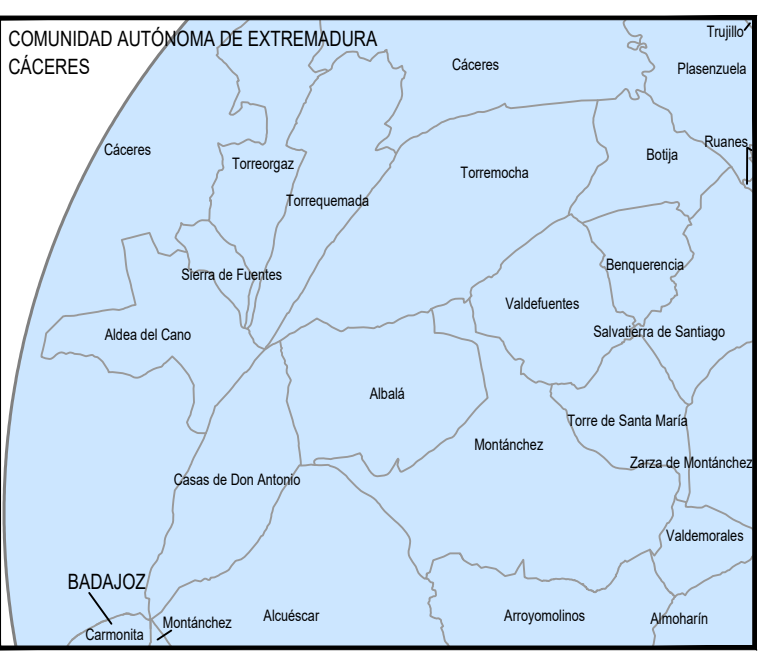 COMUNIDAD AUTÓNOMA DE EXTREMADURA
CÁCERES
Trujillo
Cáceres
Plasenzuela
Cáceres
Torreorgaz
Torremocha
Botija
Ruanes
Torrequemada
Sierra de Fuentes
Benquerencia
Valdefuentes
Aldea del Cano
Salvatierra de Santiago
Albalá
Torre de Santa María
Montánchez
Zarza de Montánchez
Casas de Don Antonio
Valdemorales
BADAJOZ
Carmonita
Montánchez
Alcuéscar
Arroyomolinos
Almoharín